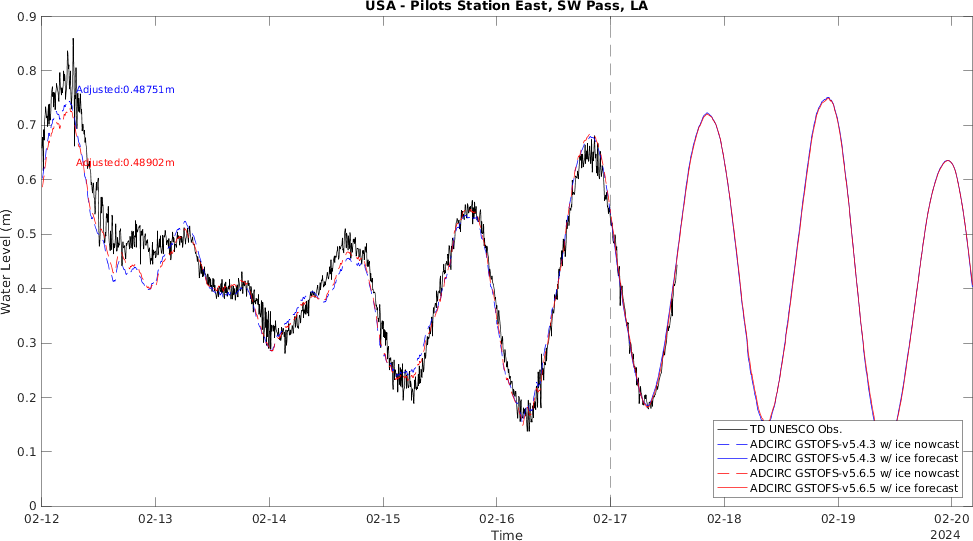 USA - Pilots Station East, SW Pass, LA
0.9
0.8
0.7
0.6
0.5
0.4
0.3
0.2
0.1
0
Water Level (m)
Adjusted:0.48751m
Adjusted:0.48902m
TD UNESCO Obs.
ADCIRC GSTOFS-v5.4.3 w/ ice nowcast
ADCIRC GSTOFS-v5.4.3 w/ ice forecast
ADCIRC GSTOFS-v5.6.5 w/ ice nowcast
ADCIRC GSTOFS-v5.6.5 w/ ice forecast
02-12 02-13 02-14 02-15 02-16 02-17 02-18 02-19 02-20
Time
2024